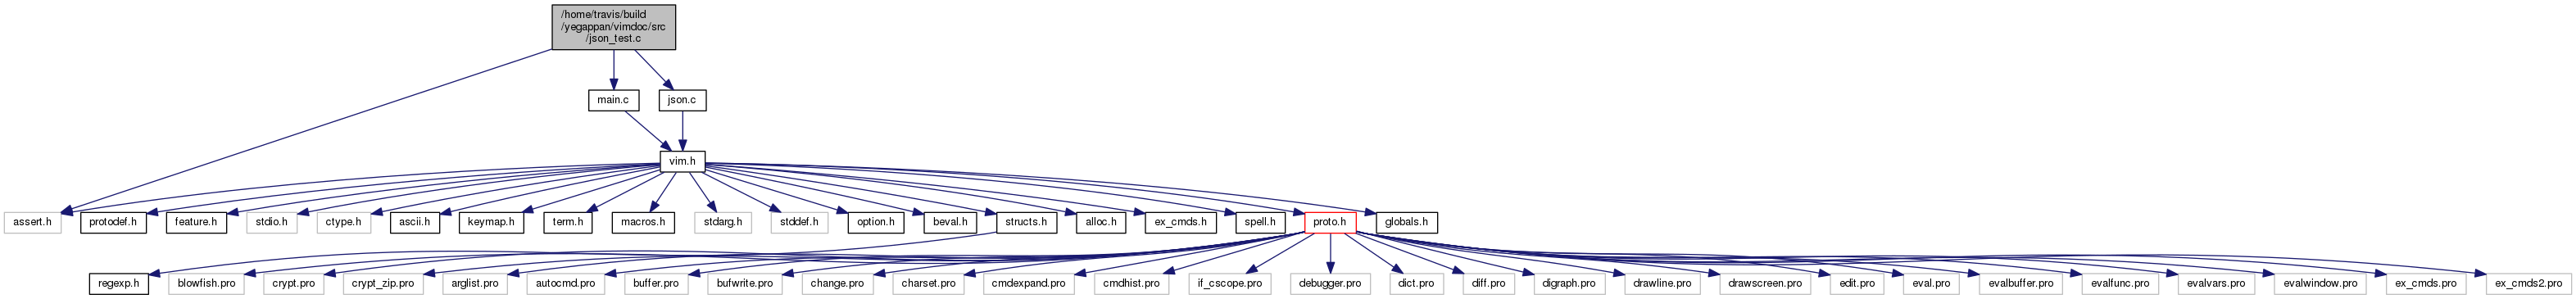 /home/travis/build
/yegappan/vimdoc/src
/json_test.c
main.c
json.c
vim.h
assert.h
protodef.h
feature.h
stdio.h
ctype.h
ascii.h
keymap.h
term.h
macros.h
stdarg.h
stddef.h
option.h
beval.h
structs.h
alloc.h
ex_cmds.h
spell.h
proto.h
globals.h
regexp.h
blowfish.pro
crypt.pro
crypt_zip.pro
arglist.pro
autocmd.pro
buffer.pro
bufwrite.pro
change.pro
charset.pro
cmdexpand.pro
cmdhist.pro
if_cscope.pro
debugger.pro
dict.pro
diff.pro
digraph.pro
drawline.pro
drawscreen.pro
edit.pro
eval.pro
evalbuffer.pro
evalfunc.pro
evalvars.pro
evalwindow.pro
ex_cmds.pro
ex_cmds2.pro